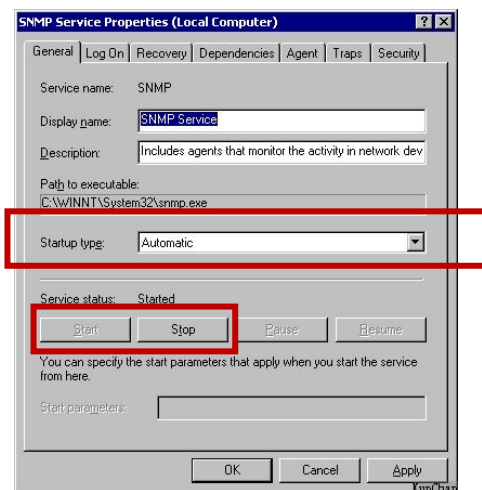 SNMP Service Properties (Local Computer)
General Log On Recovery Dependencies Agent Traps Security
Service name: SNMP
Display name: SNMP Service
Description: Includes agents that monitor the activity in network dev
Path to executable:
C:\WINNT\System32\snmp.exe
Startup type: Automatic
Service status: Started
Start Stop Pause Resume
You can specify the start parameters that apply when you start the service
from here.
Start parameters:
OK Cancel Apply